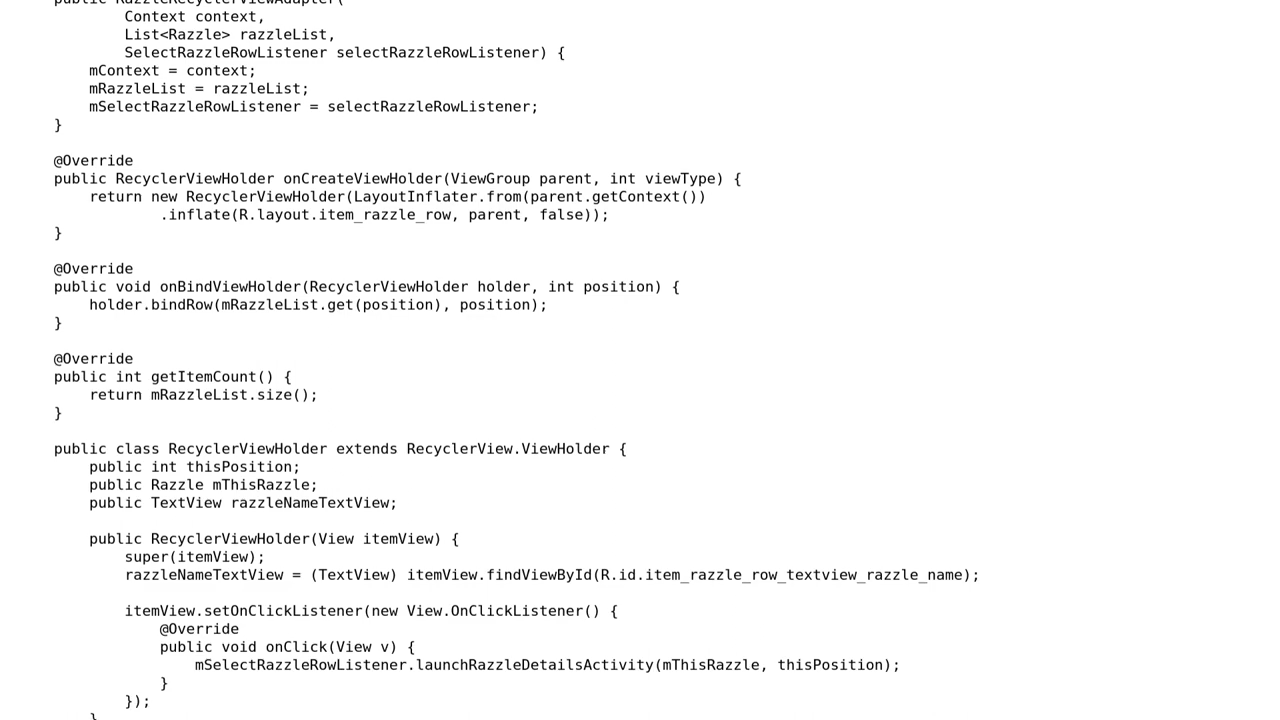 public RazzleRecyclerViewAdapter(
Context context,
List<Razzle> razzleList,
SelectRazzleRowListener selectRazzleRowListener) {
mContext = context;
mRazzleList = razzleList;
mSelectRazzleRowListener = selectRazzleRowListener;
}
@Override
public RecyclerViewHolder onCreateViewHolder(ViewGroup parent, int viewType) {
return new RecyclerViewHolder(LayoutInflater.from(parent.getContext())
.inflate(R.layout.item_razzle_row, parent, false));
}
@Override
public void onBindViewHolder(RecyclerViewHolder holder, int position) {
holder.bindRow(mRazzleList.get(position), position);
}
@Override
public int getItemCount() {
return mRazzleList.size();
}
public class RecyclerViewHolder extends RecyclerView.ViewHolder {
public int thisPosition;
public Razzle mThisRazzle;
public TextView razzleNameTextView;
public RecyclerViewHolder(View itemView) {
super(itemView);
razzleNameTextView = (TextView) itemView.findViewById(R.id.item_razzle_row_textview_razzle_name);
itemView.setOnClickListener(new View.OnClickListener() {
@Override
public void onClick(View v) {
mSelectRazzleRowListener.launchRazzleDetailsActivity(mThisRazzle, thisPosition);
}
});
}